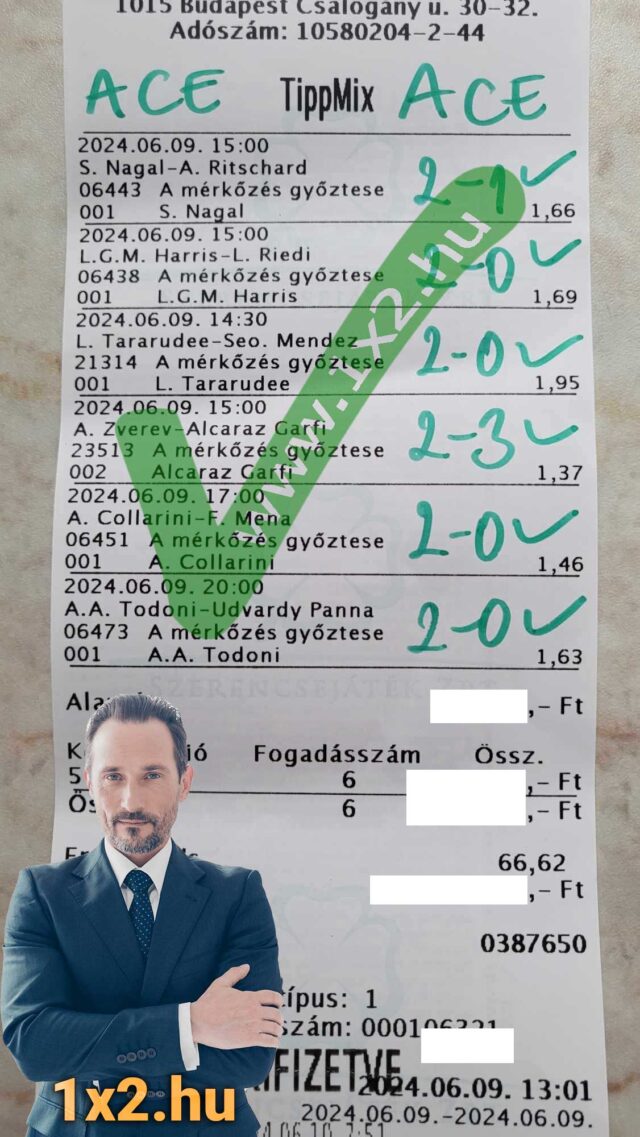 1015 Budapest Csalogány u. 30-32.
Adószám: 10580204-2-44
ACE TippMix ACE
2024.06.09. 15:00
S. Nagal-A. Ritschard
06443 A mérkőzés győztese 2-1
001 S. Nagal 1,66
2024.06.09. 15:00
L.G.M. Harris-L. Riedi
06438 A mérkőzés győztese 2-0
001 L.G.M. Harris 1,69
2024.06.09. 14:30
L. Tararudee-Seo. Mendez
21314 A mérkőzés győztese 2-0
001 L. Tararudee 1,95
2024.06.09. 15:00
A. Zverev-Alcaraz Garfi
23513 A mérkőzés győztese 2-3
002 Alcaraz Garfi 1,37
2024.06.09. 17:00
A. Collarini-F. Mena
06451 A mérkőzés győztese 2-0
001 A. Collarini 1,46
2024.06.09. 20:00
A.A. Todoni-Udvardy Panna
06473 A mérkőzés győztese 2-0
001 A.A. Todoni 1,63
www.1x2.hu
SZERENCSEJÁTÉK ZRT
,- Ft
Fogadásszám Össz.
6 ,- Ft
6 ,- Ft
66,62
,- Ft
0387650
típus: 1
szám: 000106321
KIFIZETVE
2024.06.09. 13:01
1x2.hu
2024.06.09.-2024.06.09.